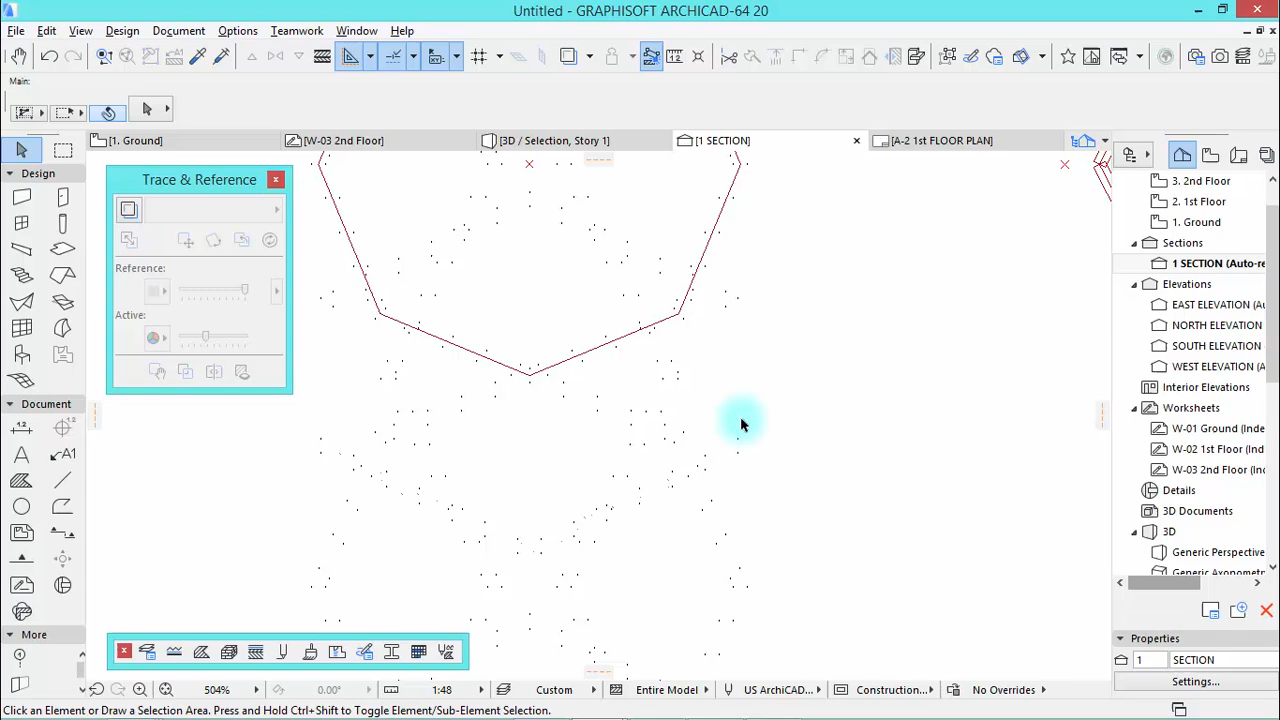 Untitled - GRAPHISOFT ARCHICAD-64 20
File Edit View Design Document Options Teamwork Window Help
Main:
[1. Ground]
[W-03 2nd Floor]
[3D / Selection, Story 1]
[1 SECTION]
[A-2 1st FLOOR PLAN]
Design
Document
A
A1
More
Trace & Reference
Reference:
Active:
3. 2nd Floor
2. 1st Floor
1. Ground
Sections
1 SECTION (Auto-re
Elevations
EAST ELEVATION (A
NORTH ELEVATION
SOUTH ELEVATION
WEST ELEVATION (A
Interior Elevations
Worksheets
W-01 Ground (Inde
W-02 1st Floor (Ind
W-03 2nd Floor (Ind
Details
3D Documents
3D
Generic Perspective
Generic Axonometr
Properties
1 SECTION
Settings...
504% 0.00° 1:48 Custom Entire Model US ArchiCAD... Construction... No Overrides
Click an Element or Draw a Selection Area. Press and Hold Ctrl+Shift to Toggle Element/Sub-Element Selection.